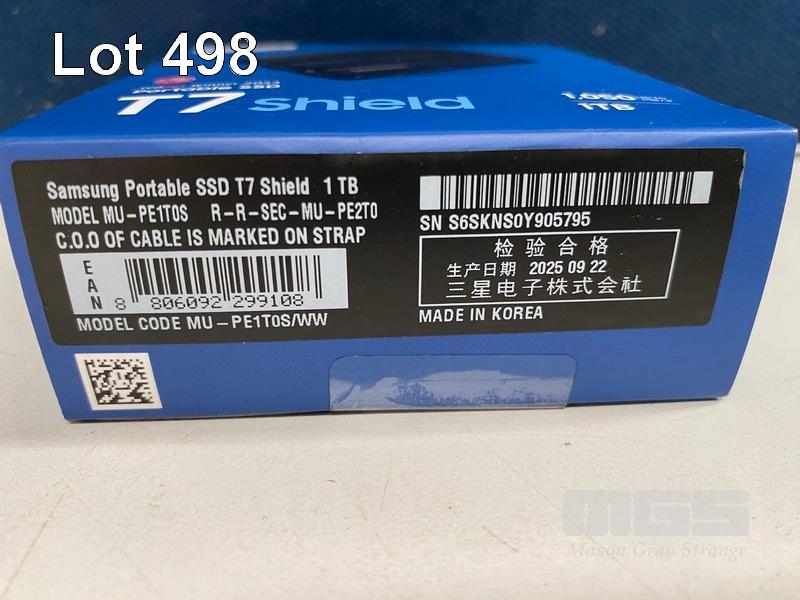 Lot 498
PORTABLE SSD
T7 Shield
1TB
Samsung Portable SSD T7 Shield 1 TB
MODEL MU-PE1T0S R-R-SEC-MU-PE2T0
C.O.O OF CABLE IS MARKED ON STRAP
EAN
8 806092 299108
MODEL CODE MU-PE1T0S/WW
SN S6SKNS0Y905795
检验合格
生产日期 2025 09 22
三星电子株式会社
MADE IN KOREA
MGS
Mason Gray Strange